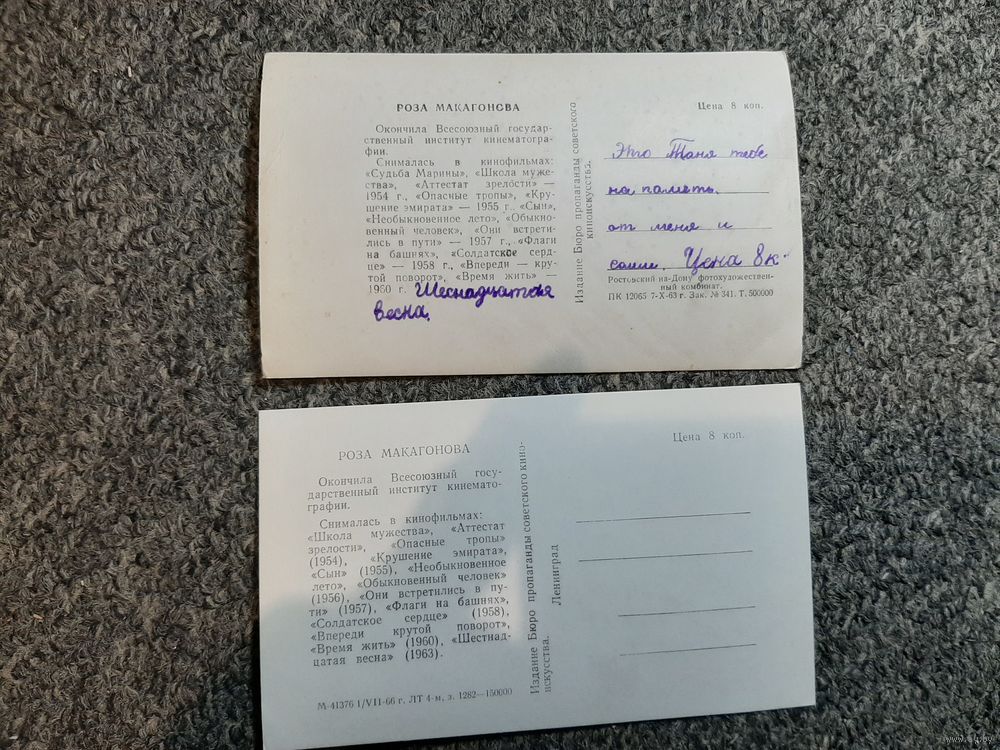 РОЗА МАКАГОНОВА
Окончила Всесоюзный государ-
ственный институт кинематогра-
фии.
Снималась в кинофильмах:
«Судьба Марины», «Школа муже-
ства», «Аттестат зрелости» —
1954 г., «Опасные тропы», «Кру-
шение эмирата» — 1955 г., «Сын»,
«Необыкновенное лето», «Обыкно-
венный человек», «Они встрети-
лись в пути» — 1957 г., «Флаги
на башнях», «Солдатское серд-
це» — 1958 г., «Впереди — кру-
той поворот», «Время жить» —
1960 г. Шеснадцатая
весна.
Издание Бюро пропаганды советского
киноискусства.
Цена 8 коп.
Это Таня тебе
на память.
от меня и
Цена 8к
Ростовский на-Дону фотохудожествен-
ный комбинат.
ПК 12065 7-X-63 г. Зак. № 341. Т. 500000
РОЗА МАКАГОНОВА
Окончила Всесоюзный госу-
дарственный институт кинемато-
графии.
Снималась в кинофильмах:
«Школа мужества», «Аттестат
зрелости», «Опасные тропы»
(1954), «Крушение эмирата»,
«Сын» (1955), «Необыкновенное
лето», «Обыкновенный человек»
(1956), «Они встретились в пу-
ти» (1957), «Флаги на башнях»,
«Солдатское сердце» (1958),
«Впереди крутой поворот»,
«Время жить» (1960), «Шестнад-
цатая весна» (1963).
М-41376 1/VII-66 г. ЛТ 4-м, з. 1282—150000
Издание Бюро пропаганды советского кино-
искусства.
Ленинград
Цена 8 коп.